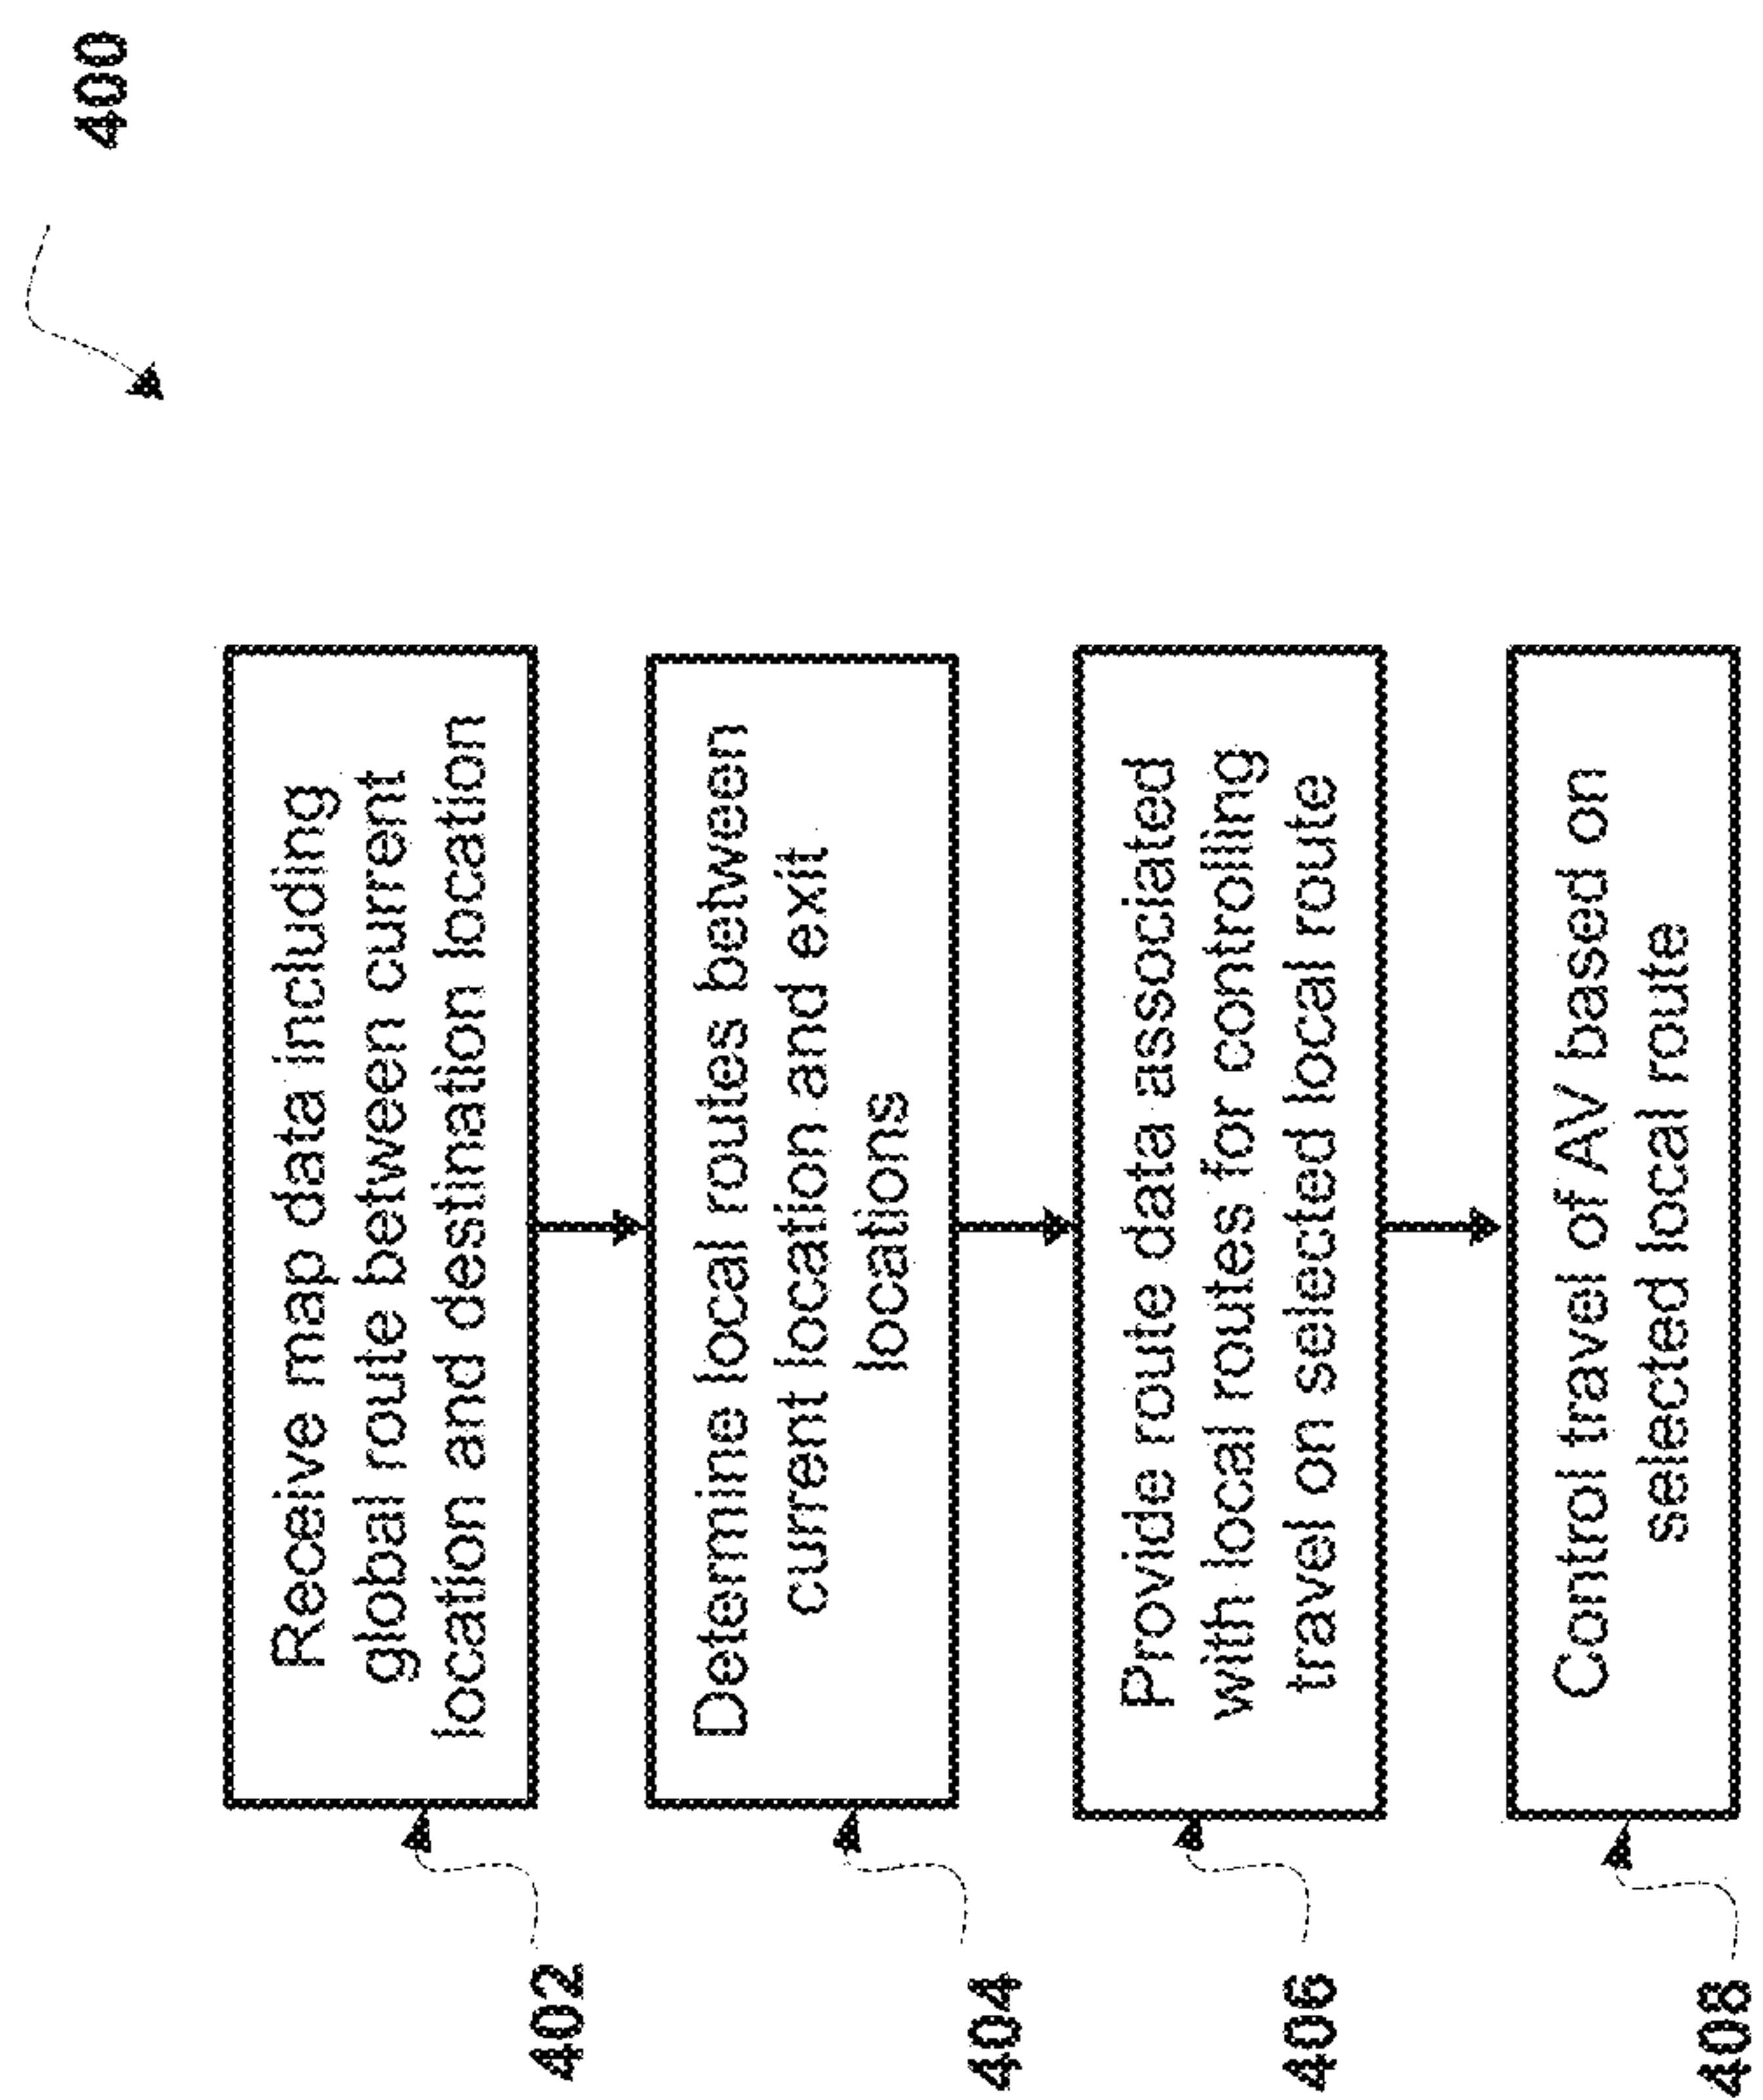 400
402
Receive map data including
global route between current
location and destination location
404
Determine local routes between
current location and exit
locations
406
Provide route data associated
with local routes for controlling
travel on selected local route
408
Control travel of AV based on
selected local route